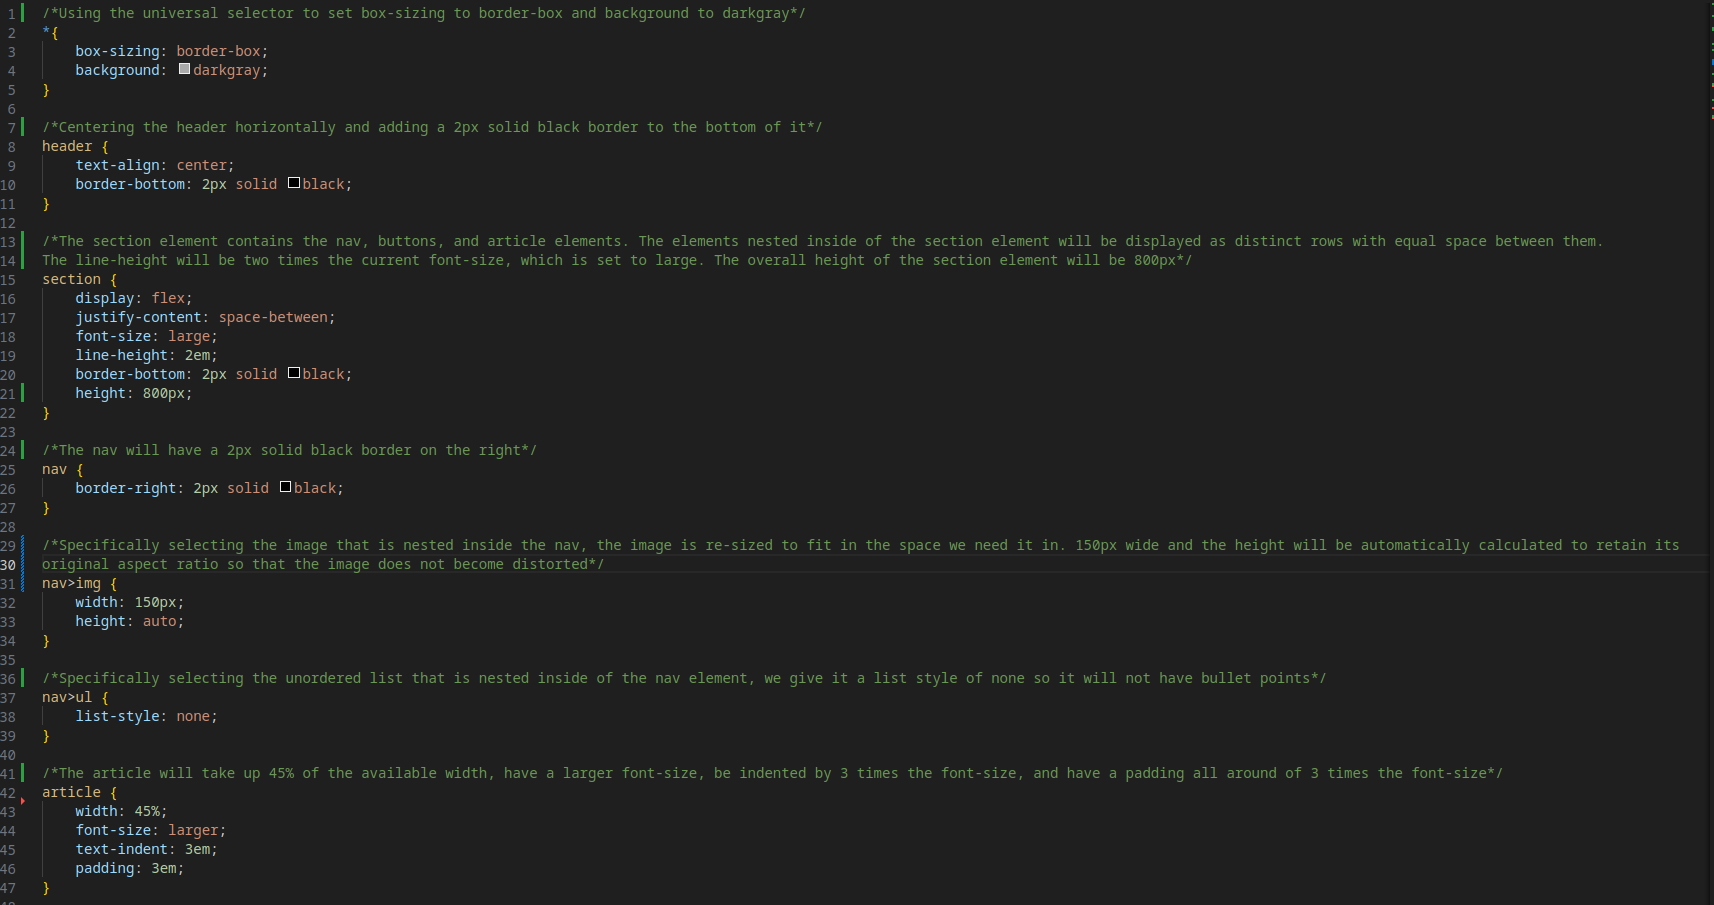 1 /*Using the universal selector to set box-sizing to border-box and background to darkgray*/
2 *{
3     box-sizing: border-box;
4     background: darkgray;
5 }
6
7 /*Centering the header horizontally and adding a 2px solid black border to the bottom of it*/
8 header {
9     text-align: center;
10     border-bottom: 2px solid black;
11 }
12
13 /*The section element contains the nav, buttons, and article elements. The elements nested inside of the section element will be displayed as distinct rows with equal space between them.
14 The line-height will be two times the current font-size, which is set to large. The overall height of the section element will be 800px*/
15 section {
16     display: flex;
17     justify-content: space-between;
18     font-size: large;
19     line-height: 2em;
20     border-bottom: 2px solid black;
21     height: 800px;
22 }
23
24 /*The nav will have a 2px solid black border on the right*/
25 nav {
26     border-right: 2px solid black;
27 }
28
29 /*Specifically selecting the image that is nested inside the nav, the image is re-sized to fit in the space we need it in. 150px wide and the height will be automatically calculated to retain its
30 original aspect ratio so that the image does not become distorted*/
31 nav>img {
32     width: 150px;
33     height: auto;
34 }
35
36 /*Specifically selecting the unordered list that is nested inside of the nav element, we give it a list style of none so it will not have bullet points*/
37 nav>ul {
38     list-style: none;
39 }
40
41 /*The article will take up 45% of the available width, have a larger font-size, be indented by 3 times the font-size, and have a padding all around of 3 times the font-size*/
42 article {
43     width: 45%;
44     font-size: larger;
45     text-indent: 3em;
46     padding: 3em;
47 }